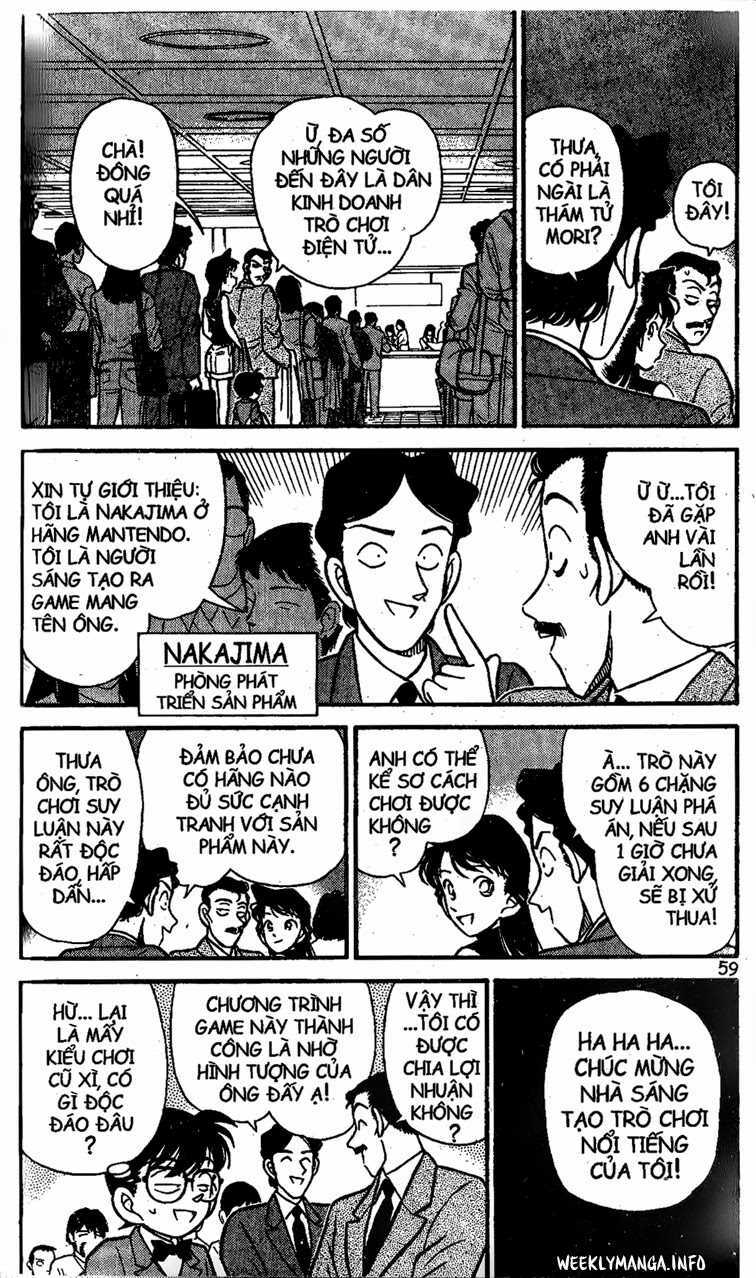 CHÀ!
ĐÔNG
QUÁ
NHỈ!
Ừ, ĐA SỐ
NHỮNG NGƯỜI
ĐẾN ĐÂY LÀ DÂN
KINH DOANH
TRÒ CHƠI
ĐIỆN TỬ...
THƯA,
CÓ PHẢI
NGÀI LÀ
THÁM TỬ
MORI?
TÔI
ĐÂY!
XIN TỰ GIỚI THIỆU:
TÔI LÀ NAKAJIMA Ở
HÃNG MANTENDO.
TÔI LÀ NGƯỜI
SÁNG TẠO RA
GAME MANG
TÊN ÔNG.
NAKAJIMA
PHÒNG PHÁT
TRIỂN SẢN PHẨM
Ừ Ừ...TÔI
ĐÃ GẶP
ANH VÀI
LẦN
RỒI!
THƯA
ÔNG, TRÒ
CHƠI SUY
LUẬN NÀY
RẤT ĐỘC
ĐÁO, HẤP
DẪN...
ĐẢM BẢO CHƯA
CÓ HÃNG NÀO
ĐỦ SỨC CẠNH
TRANH VỚI SẢN
PHẨM NÀY.
ANH CÓ THỂ
KỂ SƠ CÁCH
CHƠI ĐƯỢC
KHÔNG
?
À... TRÒ NÀY
GỒM 6 CHẶNG
SUY LUẬN PHÁ
ÁN, NẾU SAU
1 GIỜ CHƯA
GIẢI XONG,
SẼ BỊ XỬ
THUA!
59
HỪ... LẠI
LÀ MẤY
KIỂU CHƠI
CŨ XÌ, CÓ
GÌ ĐỘC
ĐÁO ĐÂU
?
CHƯƠNG TRÌNH
GAME NÀY THÀNH
CÔNG LÀ NHỜ
HÌNH TƯỢNG CỦA
ÔNG ĐẤY Ạ!
VẬY THÌ
...TÔI CÓ
ĐƯỢC
CHIA LỢI
NHUẬN
KHÔNG?
HA HA HA...
CHÚC MỪNG
NHÀ SÁNG
TẠO TRÒ CHƠI
NỔI TIẾNG
CỦA TÔI!
WEEKLYMANGA.INFO